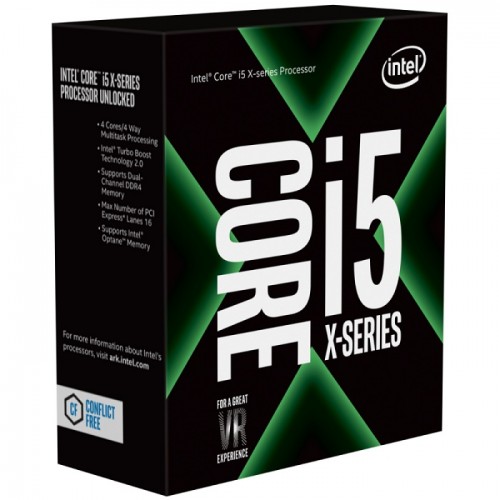 INTEL® CORE™ i5 X-SERIES
PROCESSOR UNLOCKED
• 4 Cores/4 Way
Multitask Processing
• Intel® Turbo Boost
Technology 2.0
• Supports Dual-
Channel DDR4
Memory
• Max Number of PCI
Express® Lanes 16
• Supports Intel®
Optane™ Memory
For more information about Intel's
processors, visit ark.intel.com
CF
CONFLICT
FREE
Intel® Core™ i5 X-series Processor
intel®
CORE
i5
X-SERIES
FOR A GREAT
VR
EXPERIENCE